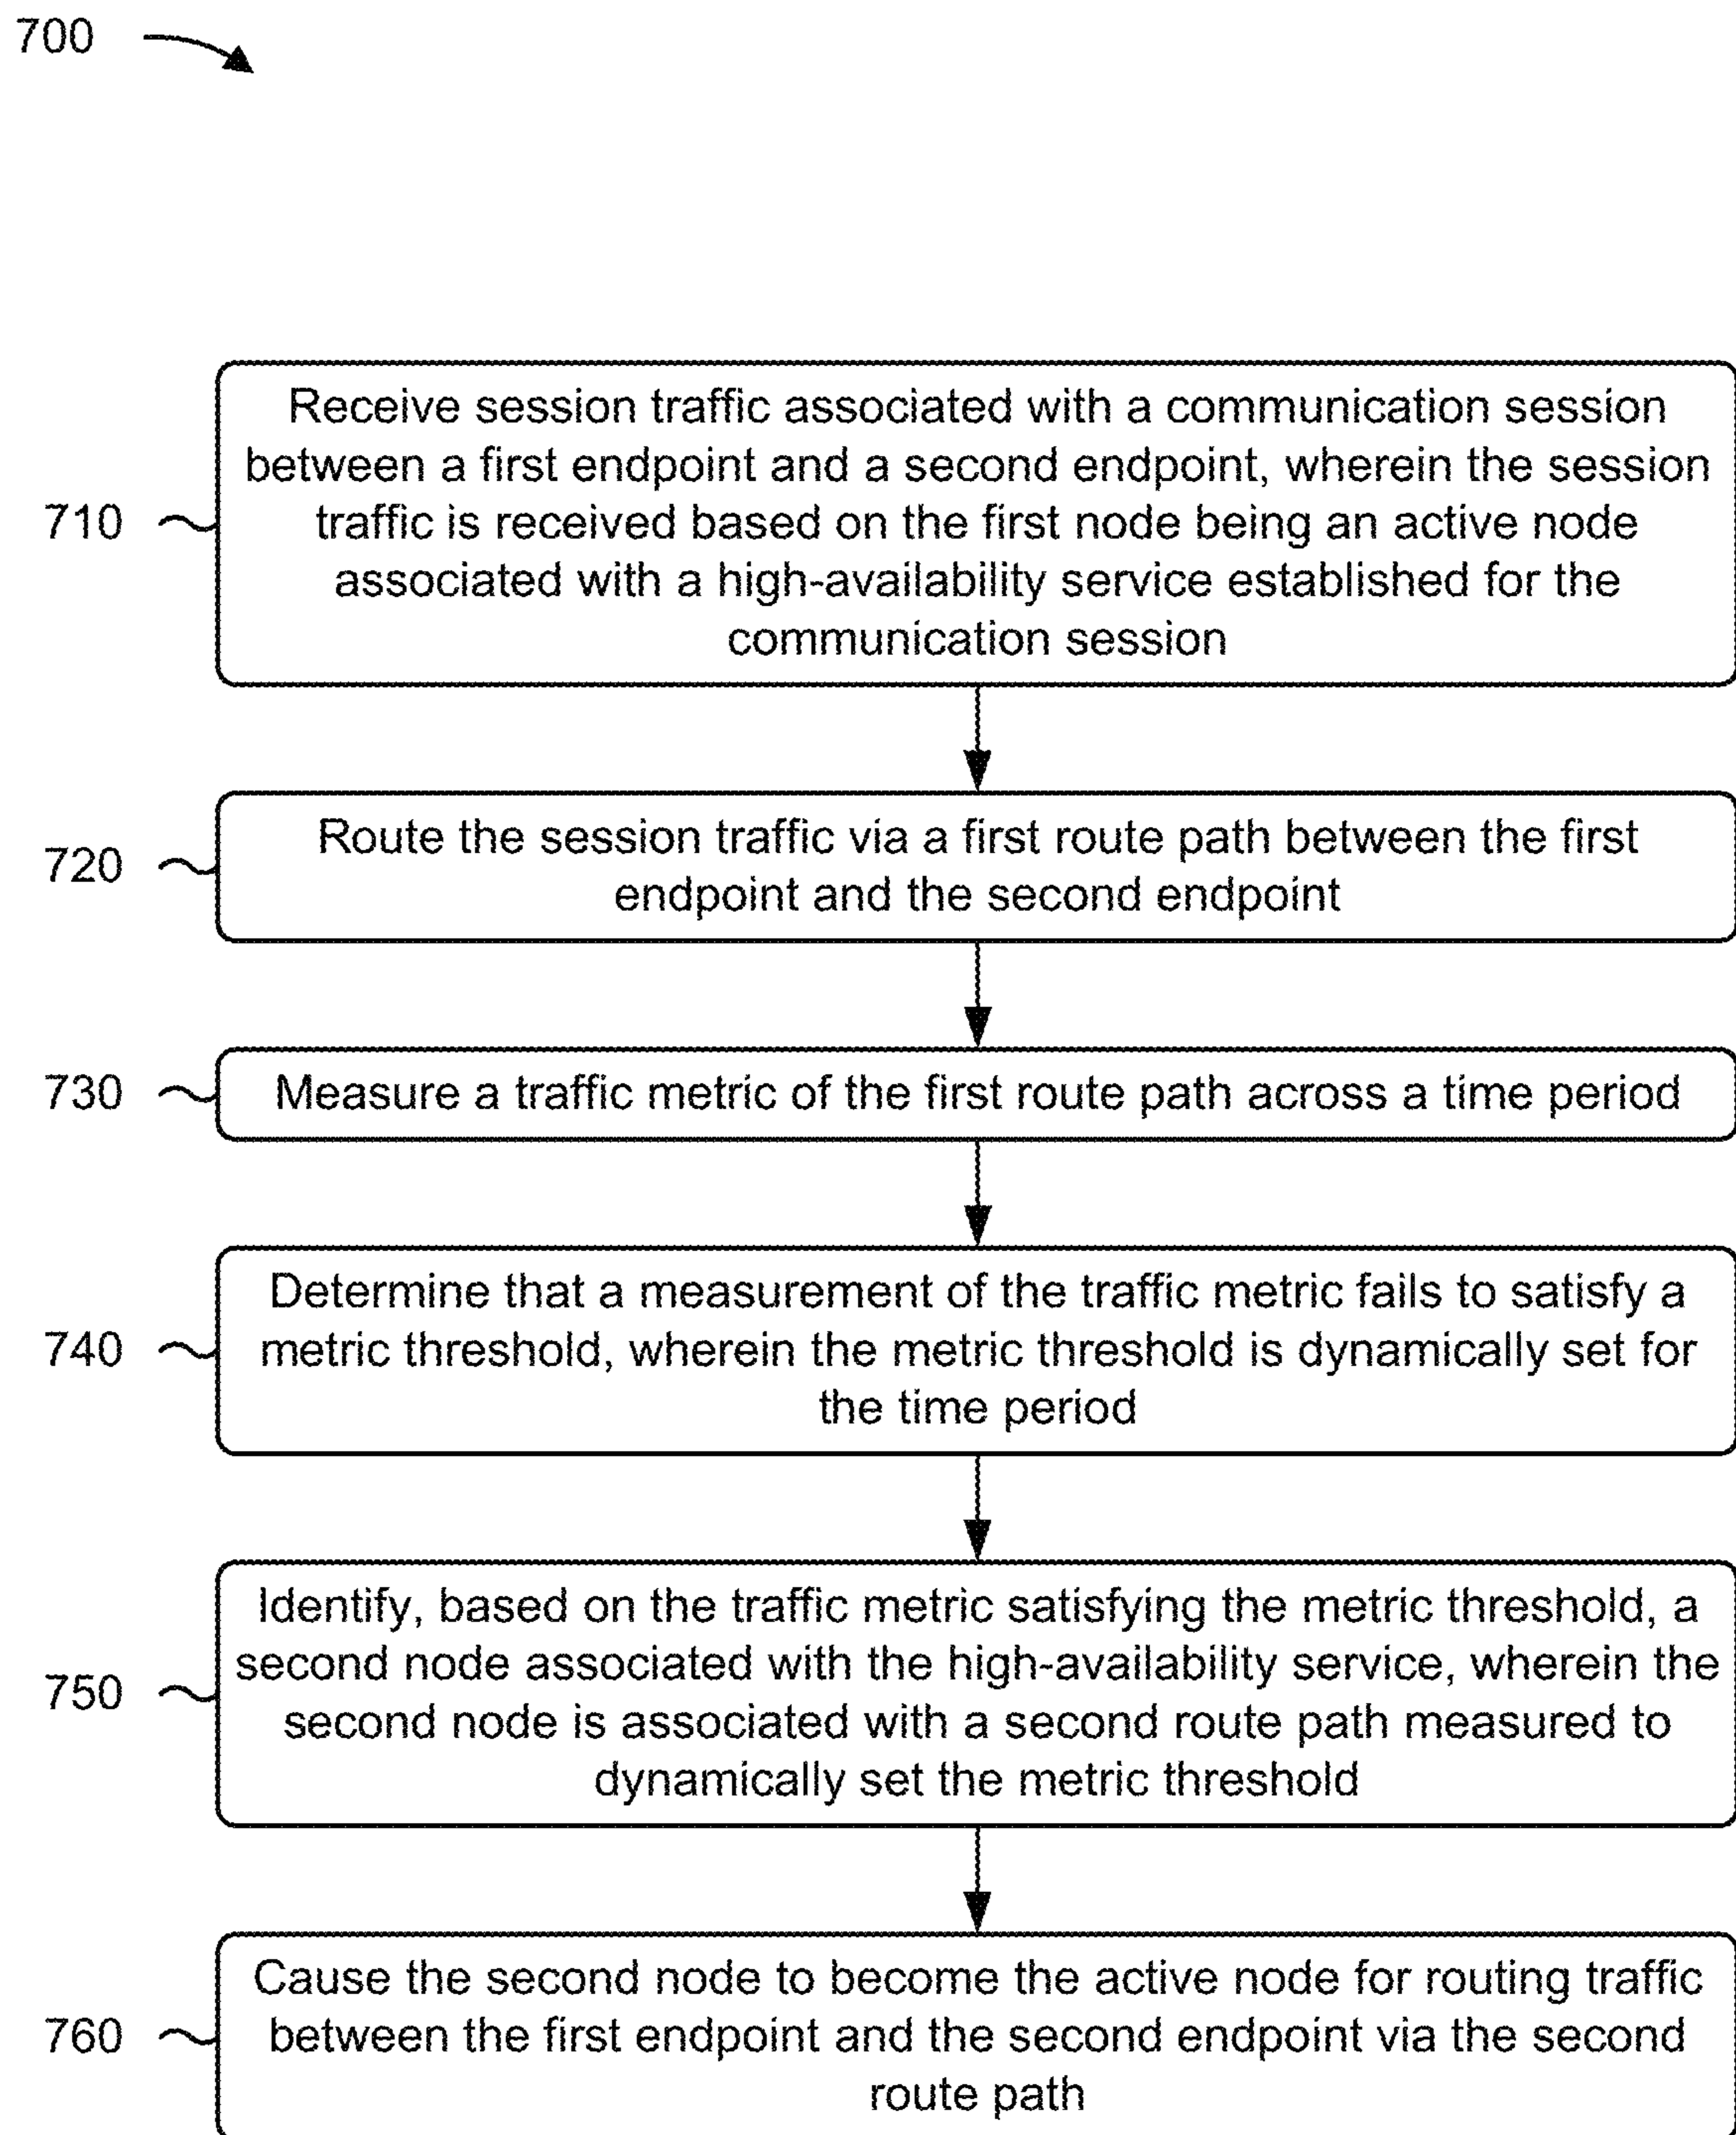 700
Receive session traffic associated with a communication session
between a first endpoint and a second endpoint, wherein the session
710
traffic is received based on the first node being an active node
associated with a high-availability service established for the
communication session
Route the session traffic via a first route path between the first
720
endpoint and the second endpoint
730
Measure a traffic metric of the first route path across a time period
Determine that a measurement of the traffic metric fails to satisfy a
740
metric threshold, wherein the metric threshold is dynamically set for
the time period
Identify, based on the traffic metric satisfying the metric threshold, a
second node associated with the high-availability service, wherein the
750
second node is associated with a second route path measured to
dynamically set the metric threshold
Cause the second node to become the active node for routing traffic
760
between the first endpoint and the second endpoint via the second
route path